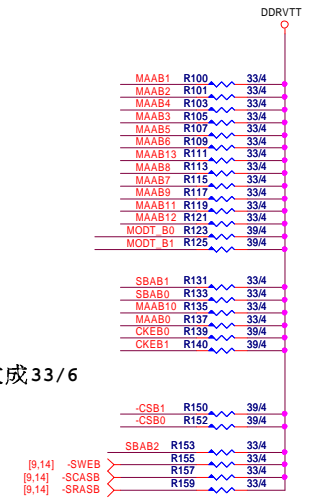 DDRVTT
MAAB1 R100 33/4
MAAB2 R101 33/4
MAAB4 R103 33/4
MAAB3 R105 33/4
MAAB5 R107 33/4
MAAB6 R109 33/4
MAAB13 R111 33/4
MAAB8 R113 33/4
MAAB7 R115 33/4
MAAB9 R117 33/4
MAAB11 R119 33/4
MAAB12 R121 33/4
MODT_B0 R123 39/4
MODT_B1 R125 39/4
SBAB1 R131 33/4
SBAB0 R133 33/4
MAAB10 R135 33/4
MAAB0 R137 33/4
CKEB0 R139 39/4
CKEB1 R140 39/4
成33/6
-CSB1 R150 39/4
-CSB0 R152 39/4
SBAB2 R153 33/4
[9,14] -SWEB R155 33/4
[9,14] -SCASB R157 33/4
[9,14] -SRASB R159 33/4